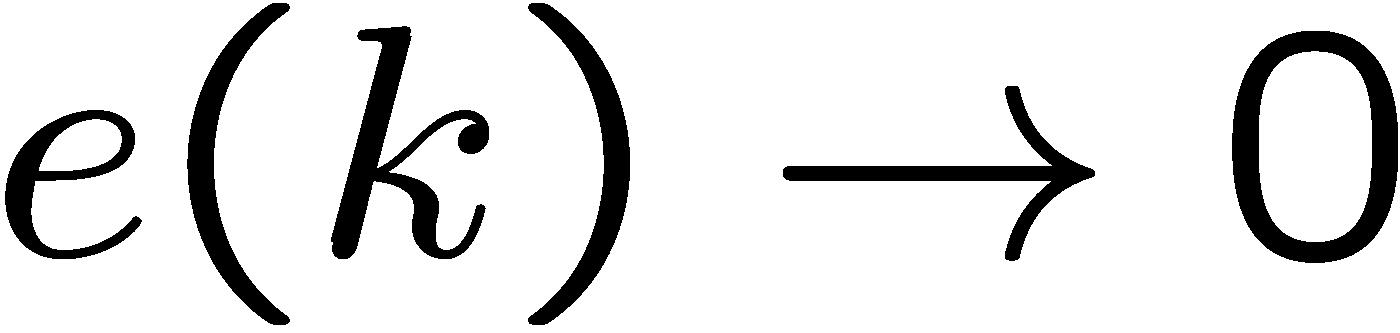 e(k) → 0